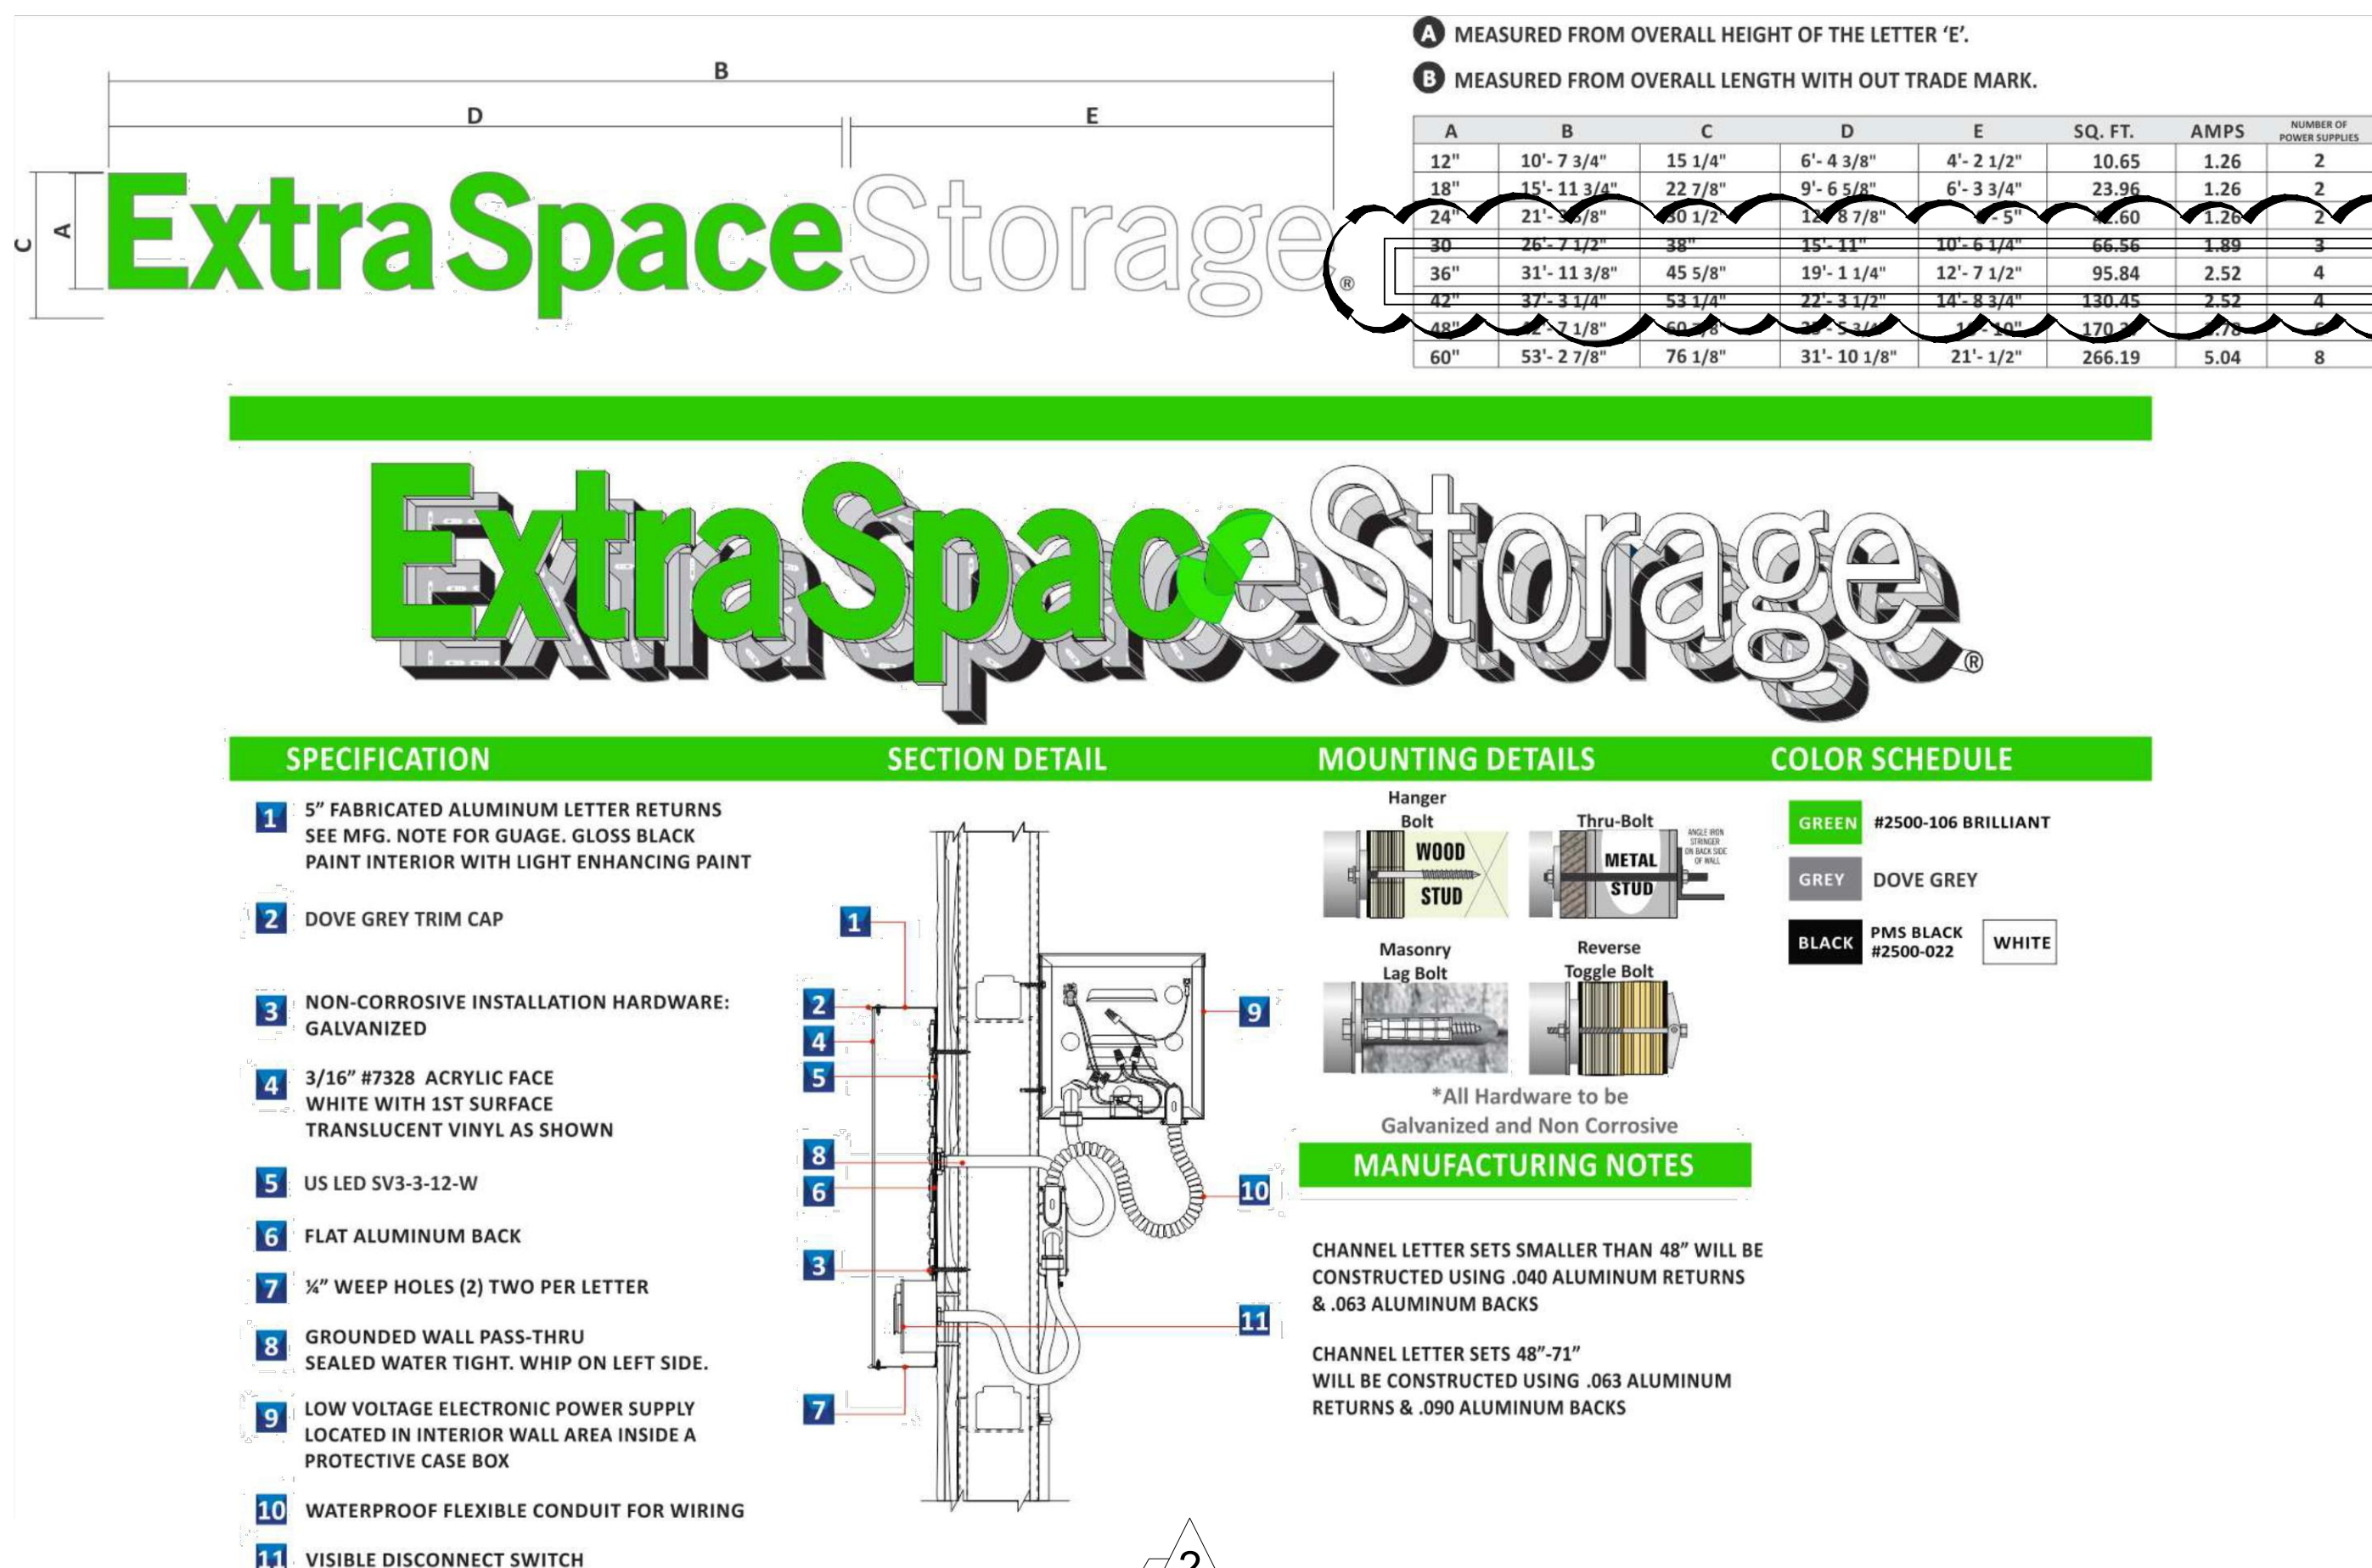 A MEASURED FROM OVERALL HEIGHT OF THE LETTER ‘E’.
B MEASURED FROM OVERALL LENGTH WITH OUT TRADE MARK.
B
D E
C A
ExtraSpaceStorage®
A B C D E SQ. FT. AMPS NUMBER OF POWER SUPPLIES
12" 10'- 7 3/4" 15 1/4" 6'- 4 3/8" 4'- 2 1/2" 10.65 1.26 2
18" 15'- 11 3/4" 22 7/8" 9'- 6 5/8" 6'- 3 3/4" 23.96 1.26 2
24" 30 1/2" 1.26 2
30 26'- 7 1/2" 38" 15'- 11" 10'- 6 1/4" 66.56 1.89 3
36" 31'- 11 3/8" 45 5/8" 19'- 1 1/4" 12'- 7 1/2" 95.84 2.52 4
42" 37'- 3 1/4" 53 1/4" 22'- 3 1/2" 14'- 8 3/4" 130.45 2.52 4
48"
60" 53'- 2 7/8" 76 1/8" 31'- 10 1/8" 21'- 1/2" 266.19 5.04 8
ExtraSpaceStorage®
SPECIFICATION
1 5” FABRICATED ALUMINUM LETTER RETURNS
SEE MFG. NOTE FOR GUAGE. GLOSS BLACK
PAINT INTERIOR WITH LIGHT ENHANCING PAINT
2 DOVE GREY TRIM CAP
3 NON-CORROSIVE INSTALLATION HARDWARE:
GALVANIZED
4 3/16” #7328 ACRYLIC FACE
WHITE WITH 1ST SURFACE
TRANSLUCENT VINYL AS SHOWN
5 US LED SV3-3-12-W
6 FLAT ALUMINUM BACK
7 ¼” WEEP HOLES (2) TWO PER LETTER
8 GROUNDED WALL PASS-THRU
SEALED WATER TIGHT. WHIP ON LEFT SIDE.
9 LOW VOLTAGE ELECTRONIC POWER SUPPLY
LOCATED IN INTERIOR WALL AREA INSIDE A
PROTECTIVE CASE BOX
10 WATERPROOF FLEXIBLE CONDUIT FOR WIRING
11 VISIBLE DISCONNECT SWITCH
SECTION DETAIL
1
2
4
5
8
6
3
7
9
10
11
2
MOUNTING DETAILS
Hanger
Bolt
WOOD
STUD
Thru-Bolt
METAL
STUD
ANGLE IRON
STRINGER
ON BACK SIDE
OF WALL
Masonry
Lag Bolt
Reverse
Toggle Bolt
*All Hardware to be
Galvanized and Non Corrosive
COLOR SCHEDULE
GREEN #2500-106 BRILLIANT
GREY DOVE GREY
BLACK PMS BLACK
#2500-022
WHITE
MANUFACTURING NOTES
CHANNEL LETTER SETS SMALLER THAN 48” WILL BE
CONSTRUCTED USING .040 ALUMINUM RETURNS
& .063 ALUMINUM BACKS
CHANNEL LETTER SETS 48”-71”
WILL BE CONSTRUCTED USING .063 ALUMINUM
RETURNS & .090 ALUMINUM BACKS